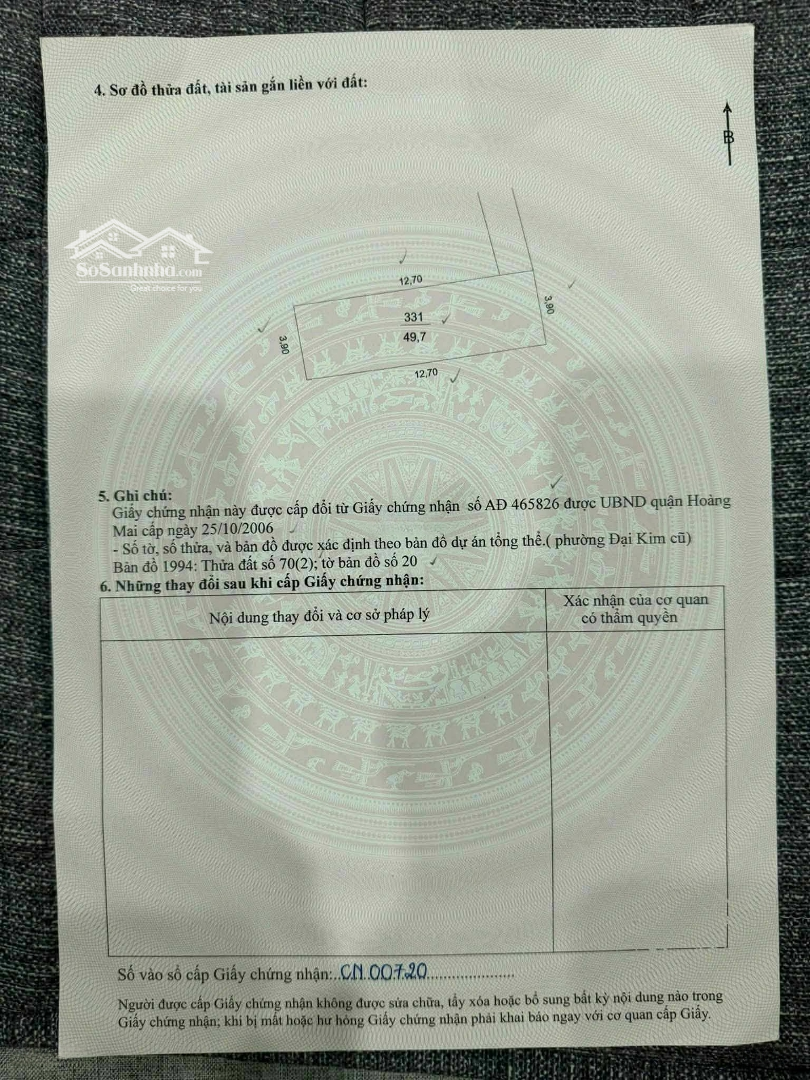 4. Sơ đồ thửa đất, tài sản gắn liền với đất:
B
SoSanhnha.com
Great choice for you
12,70
3,90
331
49,7
3,90
12,70
5. Ghi chú:
Giấy chứng nhận này được cấp đổi từ Giấy chứng nhận số AĐ 465826 được UBND quận Hoàng
Mai cấp ngày 25/10/2006
- Số tờ, số thửa, và bản đồ được xác định theo bản đồ dự án tổng thể.( phường Đại Kim cũ)
Bản đồ 1994: Thửa đất số 70(2); tờ bản đồ số 20
6. Những thay đổi sau khi cấp Giấy chứng nhận:
Nội dung thay đổi và cơ sở pháp lý
Xác nhận của cơ quan
có thẩm quyền
Số vào sổ cấp Giấy chứng nhận:..CN.00720....................
Người được cấp Giấy chứng nhận không được sửa chữa, tẩy xóa hoặc bổ sung bất kỳ nội dung nào trong
Giấy chứng nhận; khi bị mất hoặc hư hỏng Giấy chứng nhận phải khai báo ngay với cơ quan cấp Giấy.